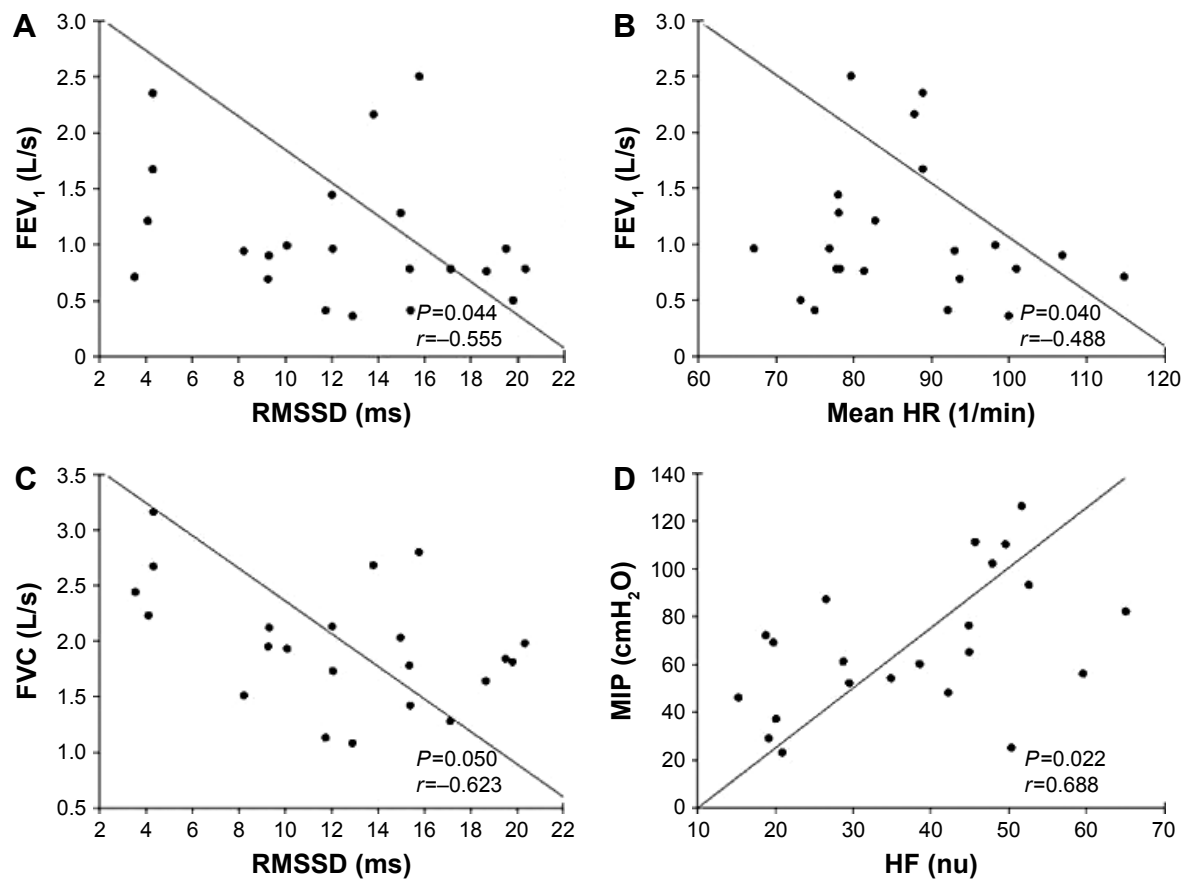 A
FEV1 (L/s)
3.0
2.5
2.0
1.5
1.0
0.5
0
P=0.044
r=–0.555
2 4 6 8 10 12 14 16 18 20 22
RMSSD (ms)
B
FEV1 (L/s)
3.0
2.5
2.0
1.5
1.0
0.5
0
P=0.040
r=–0.488
60 70 80 90 100 110 120
Mean HR (1/min)
C
FVC (L/s)
3.5
3.0
2.5
2.0
1.5
1.0
0.5
P=0.050
r=–0.623
2 4 6 8 10 12 14 16 18 20 22
RMSSD (ms)
D
MIP (cmH2O)
140
120
100
80
60
40
20
0
P=0.022
r=0.688
10 20 30 40 50 60 70
HF (nu)